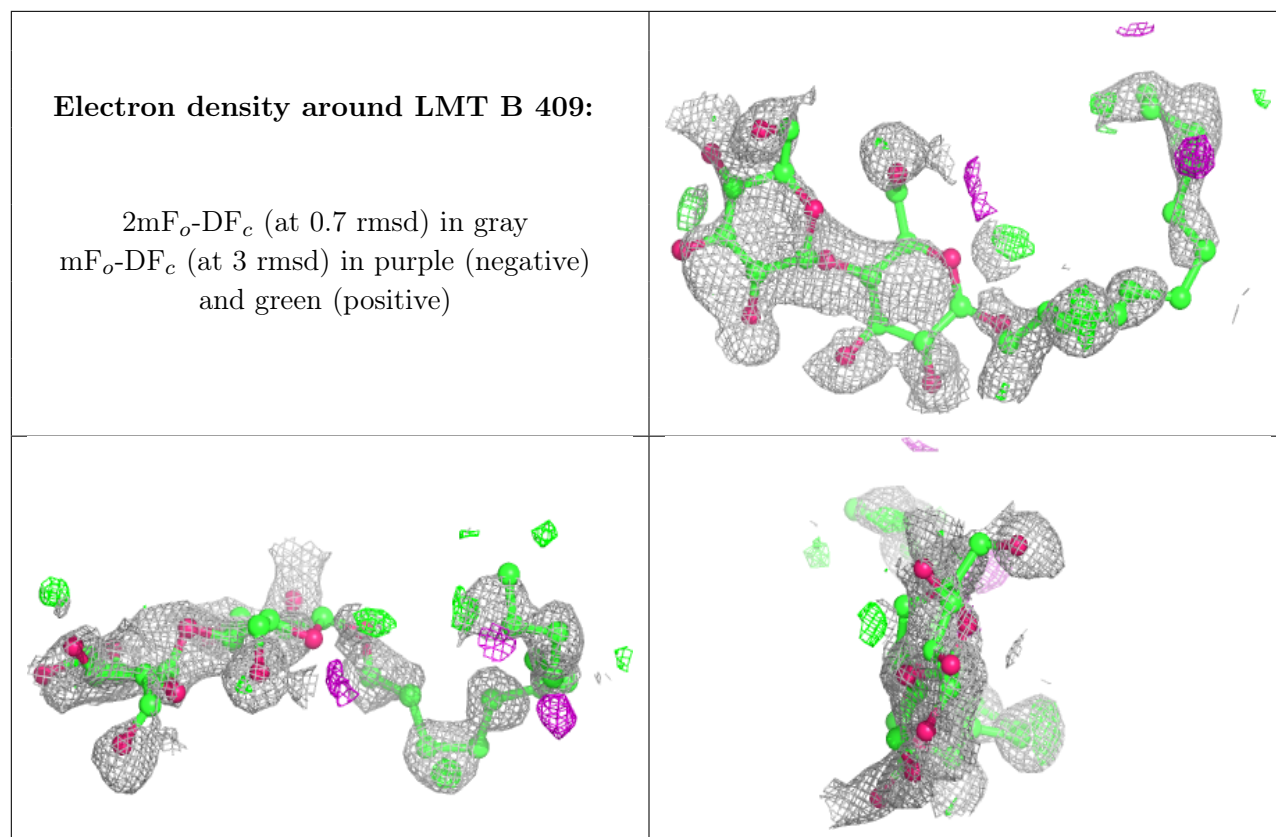 Electron density around LMT B 409:
2mFₒ-DF𝒸 (at 0.7 rmsd) in gray
mFₒ-DF𝒸 (at 3 rmsd) in purple (negative)
and green (positive)